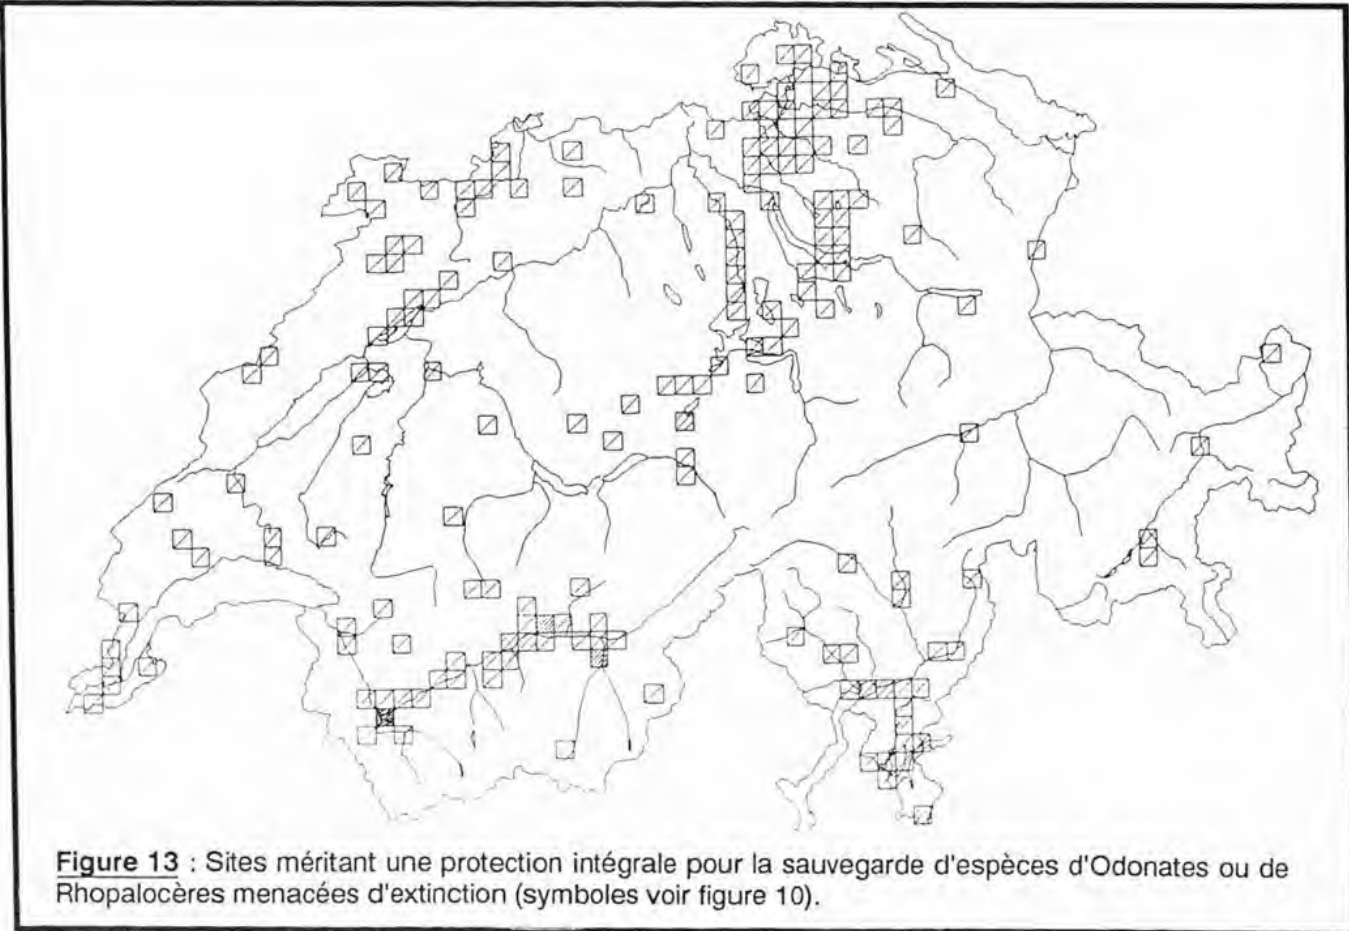 Figure 13 : Sites méritant une protection intégrale pour la sauvegarde d'espèces d'Odonates ou de
Rhopalocères menacées d'extinction (symboles voir figure 10).